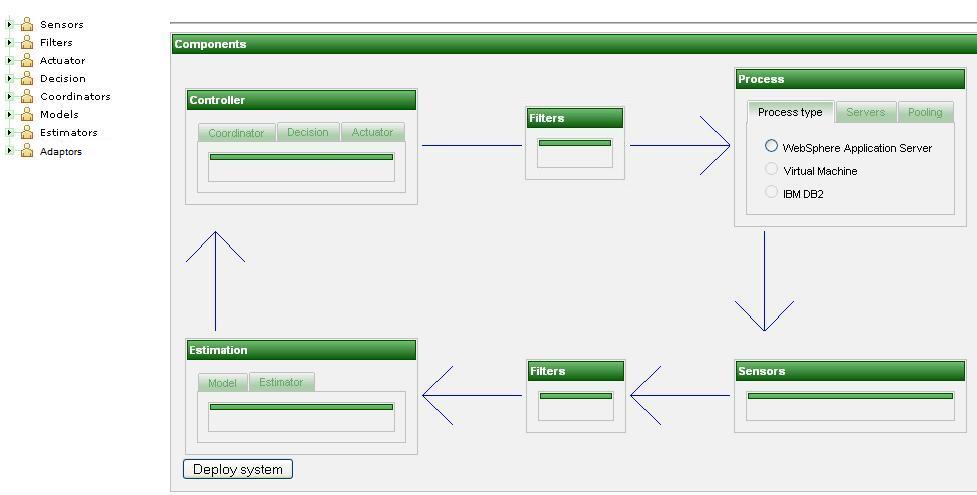 Sensors
Filters
Actuator
Decision
Coordinators
Models
Estimators
Adaptors
Components
Controller
Coordinator Decision Actuator
Filters
Process
Process type Servers Pooling
WebSphere Application Server
Virtual Machine
IBM DB2
Estimation
Model Estimator
Filters
Sensors
Deploy system